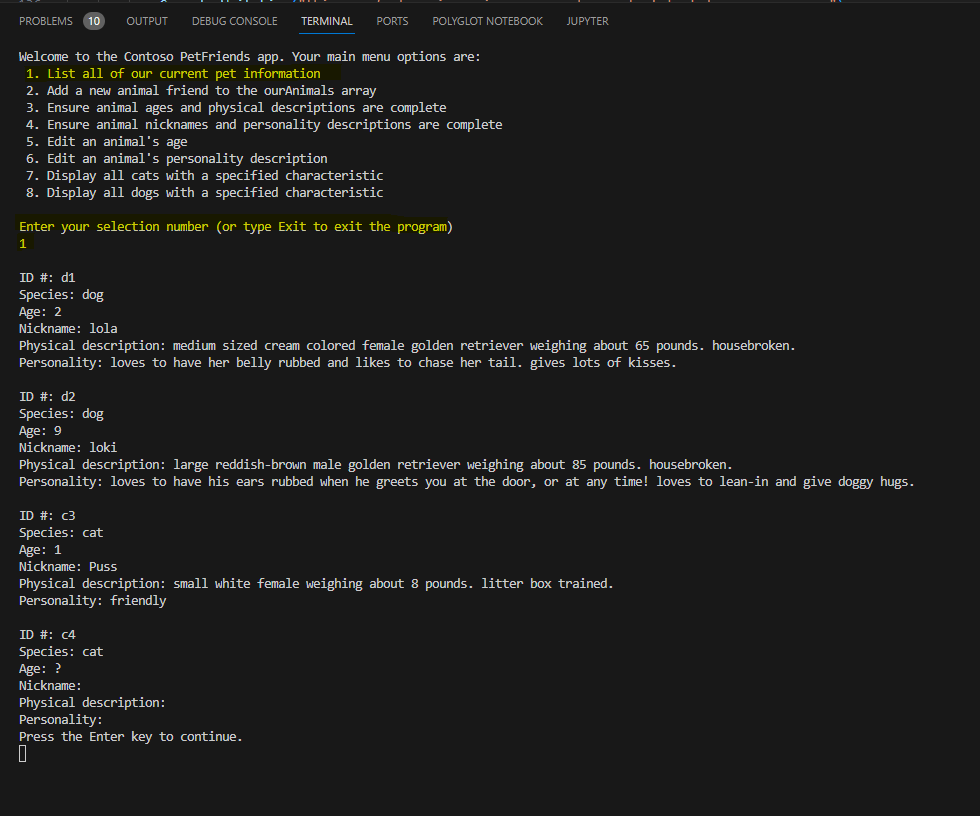 PROBLEMS 10 OUTPUT DEBUG CONSOLE TERMINAL PORTS POLYGLOT NOTEBOOK JUPYTER
Welcome to the Contoso PetFriends app. Your main menu options are:
1. List all of our current pet information
2. Add a new animal friend to the ourAnimals array
3. Ensure animal ages and physical descriptions are complete
4. Ensure animal nicknames and personality descriptions are complete
5. Edit an animal's age
6. Edit an animal's personality description
7. Display all cats with a specified characteristic
8. Display all dogs with a specified characteristic
Enter your selection number (or type Exit to exit the program)
1
ID #: d1
Species: dog
Age: 2
Nickname: lola
Physical description: medium sized cream colored female golden retriever weighing about 65 pounds. housebroken.
Personality: loves to have her belly rubbed and likes to chase her tail. gives lots of kisses.
ID #: d2
Species: dog
Age: 9
Nickname: loki
Physical description: large reddish-brown male golden retriever weighing about 85 pounds. housebroken.
Personality: loves to have his ears rubbed when he greets you at the door, or at any time! loves to lean-in and give doggy hugs.
ID #: c3
Species: cat
Age: 1
Nickname: Puss
Physical description: small white female weighing about 8 pounds. litter box trained.
Personality: friendly
ID #: c4
Species: cat
Age: ?
Nickname:
Physical description:
Personality:
Press the Enter key to continue.